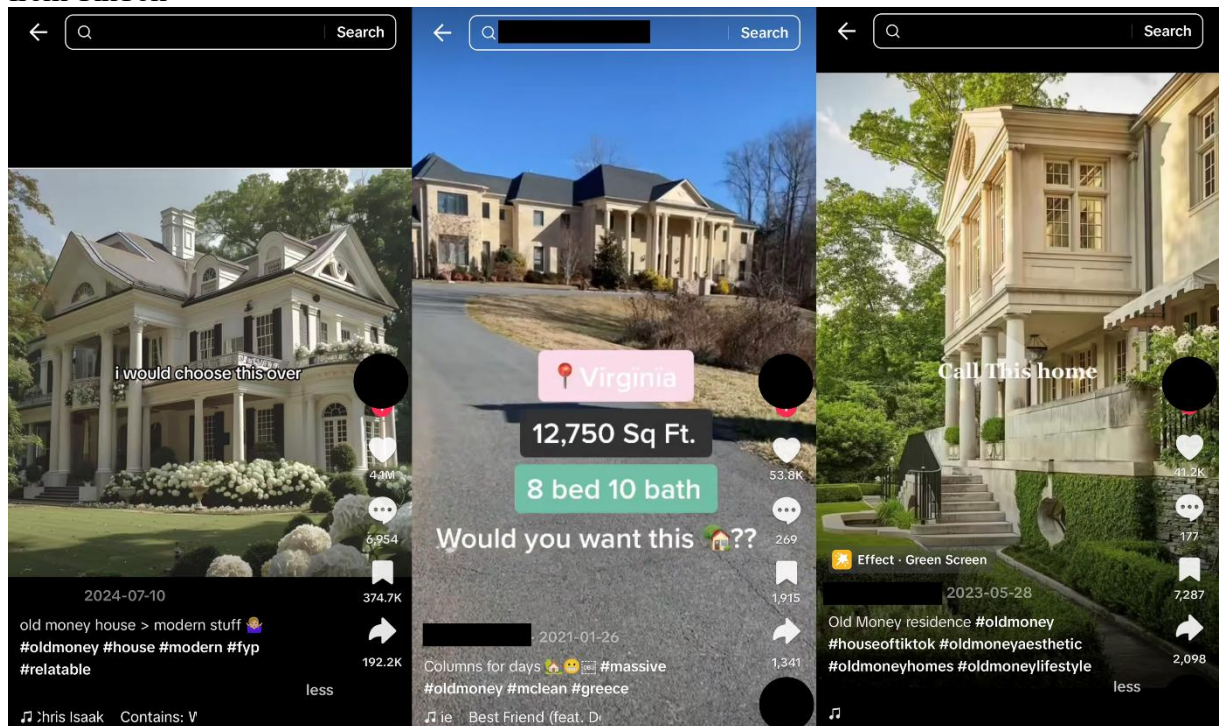 Search
i would choose this over
4.1M
6,954
374.7K
192.2K
2024-07-10
old money house > modern stuff 🤷🏼‍♀️
#oldmoney #house #modern #fyp
#relatable
less
Contains:
Search
📍Virginia
12,750 Sq Ft.
8 bed 10 bath
Would you want this 🏡??
53.8K
269
1,915
1,341
· 2021-01-26
Columns for days 🏡😬 #massive
#oldmoney #mclean #greece
Best Friend (feat.
Search
Call This home
41.2K
177
7,287
2,098
Effect · Green Screen
2023-05-28
Old Money residence #oldmoney
#houseoftiktok #oldmoneyaesthetic
#oldmoneyhomes #oldmoneylifestyle
less